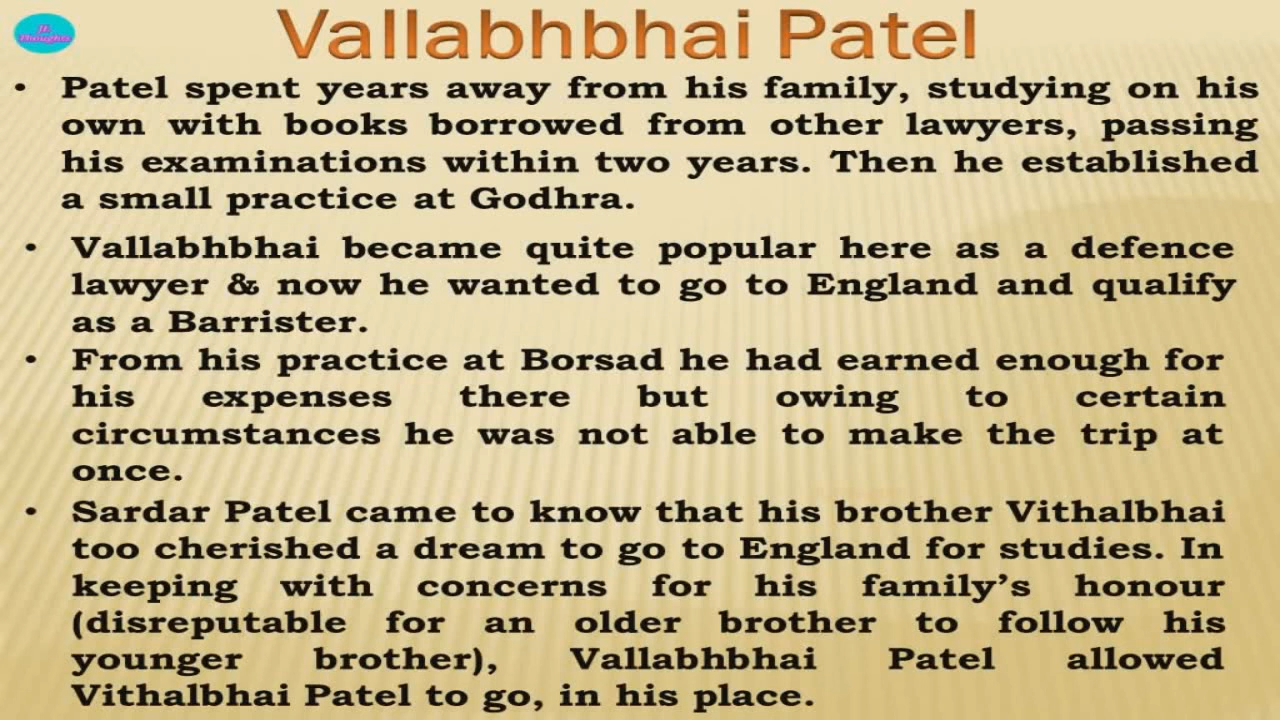 Vallabhbhai Patel
• Patel spent years away from his family, studying on his
own with books borrowed from other lawyers, passing
his examinations within two years. Then he established
a small practice at Godhra.
• Vallabhbhai became quite popular here as a defence
lawyer & now he wanted to go to England and qualify
as a Barrister.
• From his practice at Borsad he had earned enough for
his expenses there but owing to certain
circumstances he was not able to make the trip at
once.
• Sardar Patel came to know that his brother Vithalbhai
too cherished a dream to go to England for studies. In
keeping with concerns for his family’s honour
(disreputable for an older brother to follow his
younger brother), Vallabhbhai Patel allowed
Vithalbhai Patel to go, in his place.